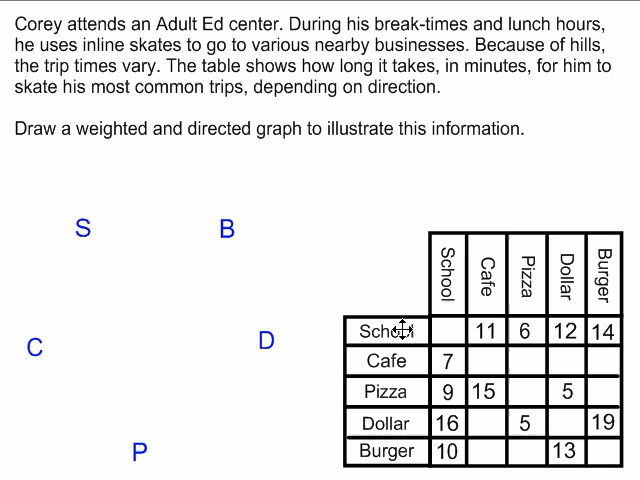 Corey attends an Adult Ed center. During his break-times and lunch hours,
he uses inline skates to go to various nearby businesses. Because of hills,
the trip times vary. The table shows how long it takes, in minutes, for him to
skate his most common trips, depending on direction.
Draw a weighted and directed graph to illustrate this information.
S B
C D
P
School Cafe Pizza Dollar Burger
School 11 6 12 14
Cafe 7
Pizza 9 15 5
Dollar 16 5 19
Burger 10 13